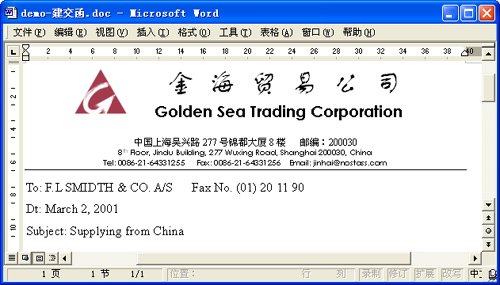 demo-建交函.doc - Microsoft Word
文件(F) 编辑(E) 视图(V) 插入(I) 格式(O) 工具(T) 表格(A) 窗口(W) 帮助(H)
L 2 4 6 8 10 12 14 16 18 20 22 24 26 28 30 32 34 36 38 40
金海贸易公司
Golden Sea Trading Corporation
中国上海吴兴路 277 号锦都大厦 8 楼 邮编：200030
8th Floor, Jindu Building, 277 Wuxing Road, Shanghai 200030, China
Tel: 0086-21-64331255 Fax: 0086-21-64331256 Email: jinhai@nostass.com
To: F.L SMIDTH & CO. A/S Fax No. (01) 20 11 90
Dt: March 2, 2001
Subject: Supplying from China
1 页 1 节 1/1 位置： 行 列 录制 修订 扩展 改写 中